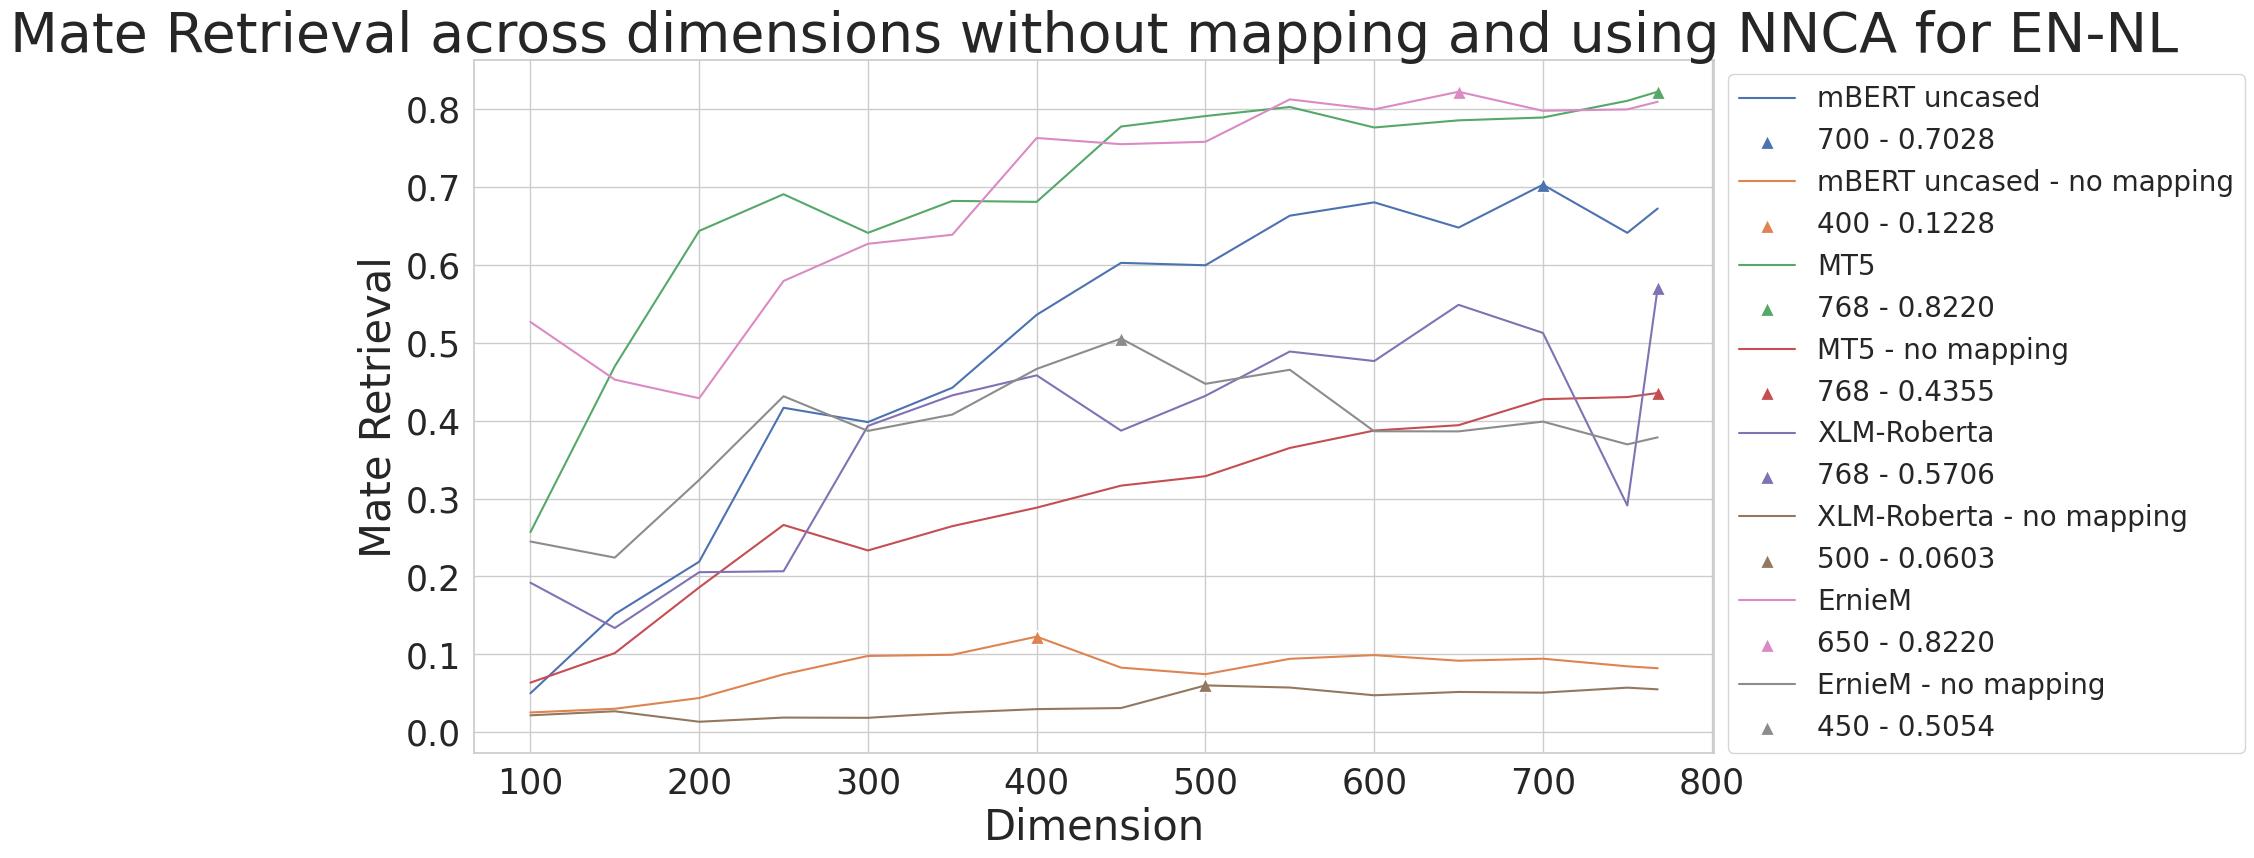 Mate Retrieval across dimensions without mapping and using NNCA for EN-NL
Mate Retrieval
0.8
0.7
0.6
0.5
0.4
0.3
0.2
0.1
0.0
100 200 300 400 500 600 700 800
Dimension
mBERT uncased
700 - 0.7028
mBERT uncased - no mapping
400 - 0.1228
MT5
768 - 0.8220
MT5 - no mapping
768 - 0.4355
XLM-Roberta
768 - 0.5706
XLM-Roberta - no mapping
500 - 0.0603
ErnieM
650 - 0.8220
ErnieM - no mapping
450 - 0.5054